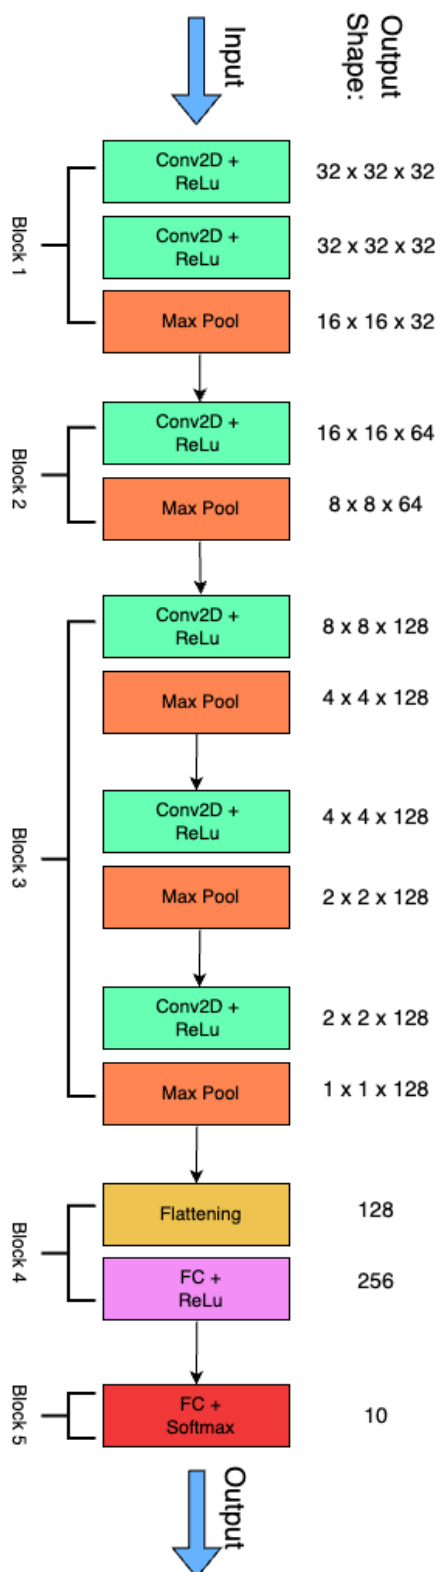 Output
Shape:
Input
Conv2D +
ReLu
32 x 32 x 32
Conv2D +
ReLu
32 x 32 x 32
Max Pool
16 x 16 x 32
Block 1
Conv2D +
ReLu
16 x 16 x 64
Max Pool
8 x 8 x 64
Block 2
Conv2D +
ReLu
8 x 8 x 128
Max Pool
4 x 4 x 128
Conv2D +
ReLu
4 x 4 x 128
Max Pool
2 x 2 x 128
Conv2D +
ReLu
2 x 2 x 128
Max Pool
1 x 1 x 128
Block 3
Flattening
128
FC +
ReLu
256
Block 4
FC +
Softmax
10
Block 5
Output